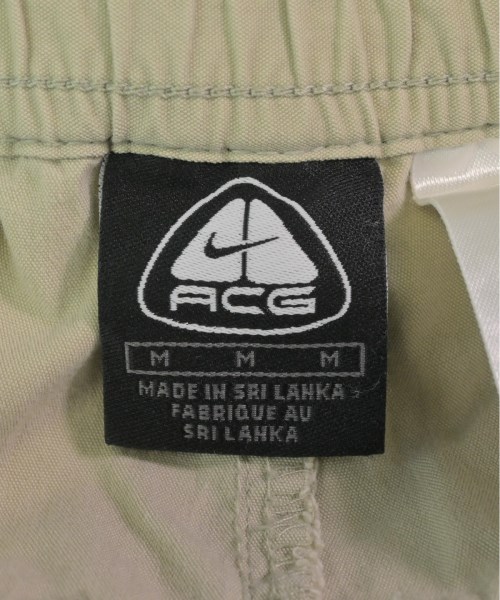 ACG
M M M
MADE IN SRI LANKA
FABRIQUE AU
SRI LANKA